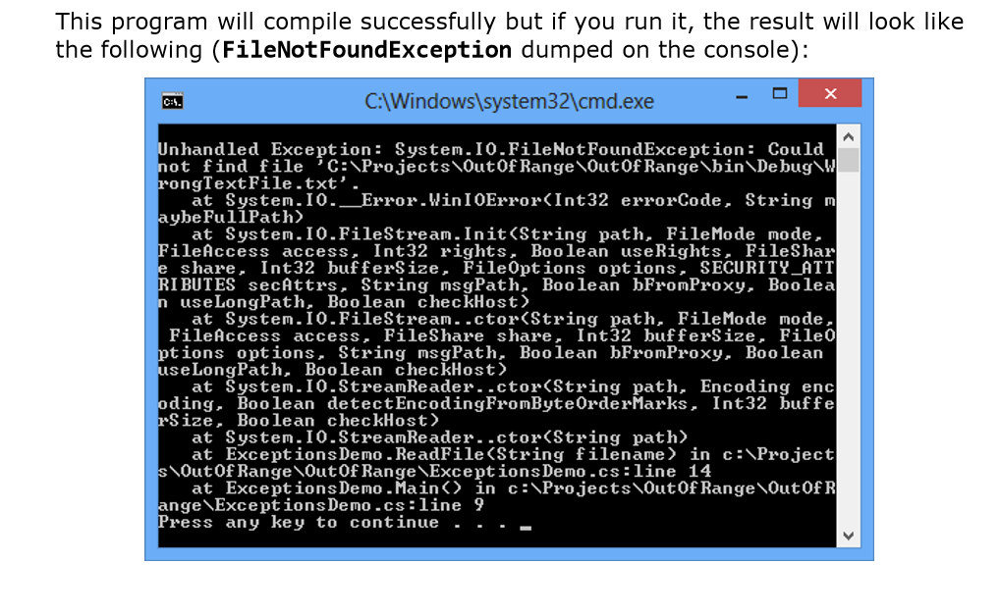 This program will compile successfully but if you run it, the result will look like
the following (FileNotFoundException dumped on the console):
C:\Windows\system32\cmd.exe
Unhandled Exception: System.IO.FileNotFoundException: Could
not find file 'C:\Projects\OutOfRange\OutOfRange\bin\Debug\W
rongTextFile.txt'.
   at System.IO.__Error.WinIOError(Int32 errorCode, String m
aybeFullPath)
   at System.IO.FileStream.Init(String path, FileMode mode,
FileAccess access, Int32 rights, Boolean useRights, FileShar
e share, Int32 bufferSize, FileOptions options, SECURITY_ATT
RIBUTES secAttrs, String msgPath, Boolean bFromProxy, Boolea
n useLongPath, Boolean checkHost)
   at System.IO.FileStream..ctor(String path, FileMode mode,
 FileAccess access, FileShare share, Int32 bufferSize, FileO
ptions options, String msgPath, Boolean bFromProxy, Boolean
useLongPath, Boolean checkHost)
   at System.IO.StreamReader..ctor(String path, Encoding enc
oding, Boolean detectEncodingFromByteOrderMarks, Int32 buffe
rSize, Boolean checkHost)
   at System.IO.StreamReader..ctor(String path)
   at ExceptionsDemo.ReadFile(String filename) in c:\Project
s\OutOfRange\OutOfRange\ExceptionsDemo.cs:line 14
   at ExceptionsDemo.Main() in c:\Projects\OutOfRange\OutOfR
ange\ExceptionsDemo.cs:line 9
Press any key to continue . . . _